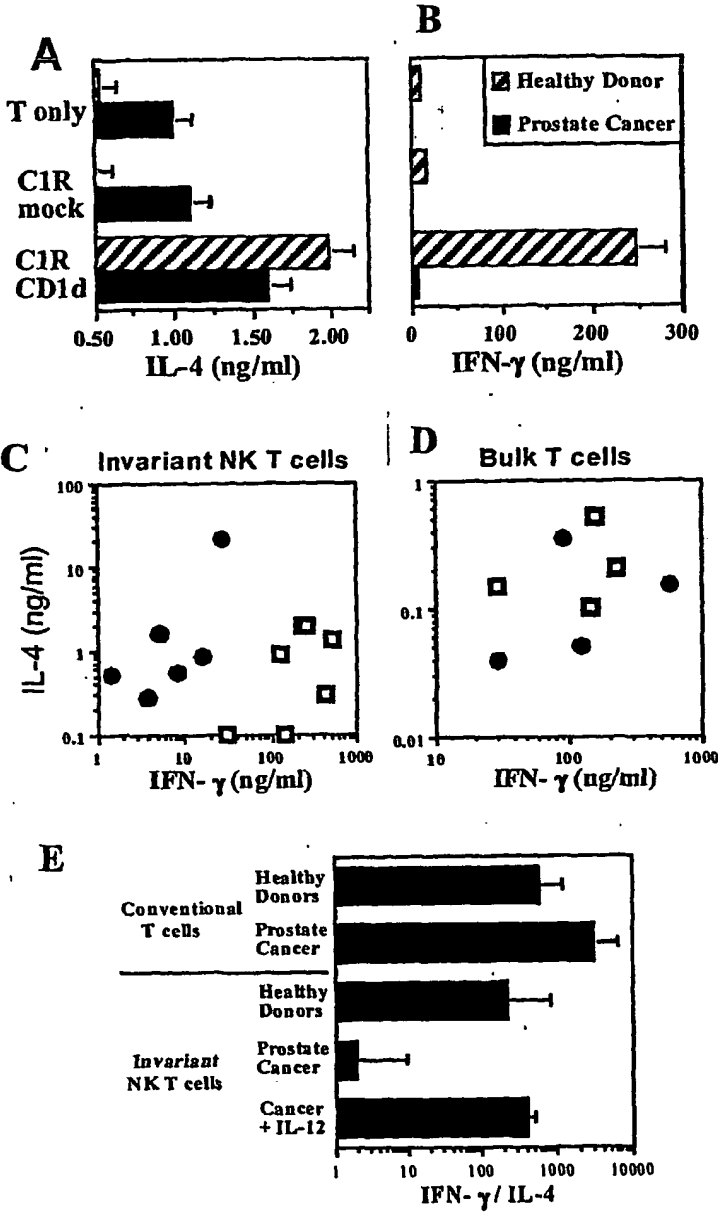 A
B
T only
C1R
mock
C1R
CD1d
0.50 1.00 1.50 2.00
IL-4 (ng/ml)
Healthy Donor
Prostate Cancer
0 100 200 300
IFN-γ (ng/ml)
C
Invariant NK T cells
100
10
1
0.1
IL-4 (ng/ml)
1 10 100 1000
IFN- γ (ng/ml)
D
Bulk T cells
1
0.1
0.01
10 100 1000
IFN- γ (ng/ml)
E
Conventional
T cells
Healthy
Donors
Prostate
Cancer
Invariant
NK T cells
Healthy
Donors
Prostate
Cancer
Cancer
+ IL-12
1 10 100 1000 10000
IFN- γ/ IL-4